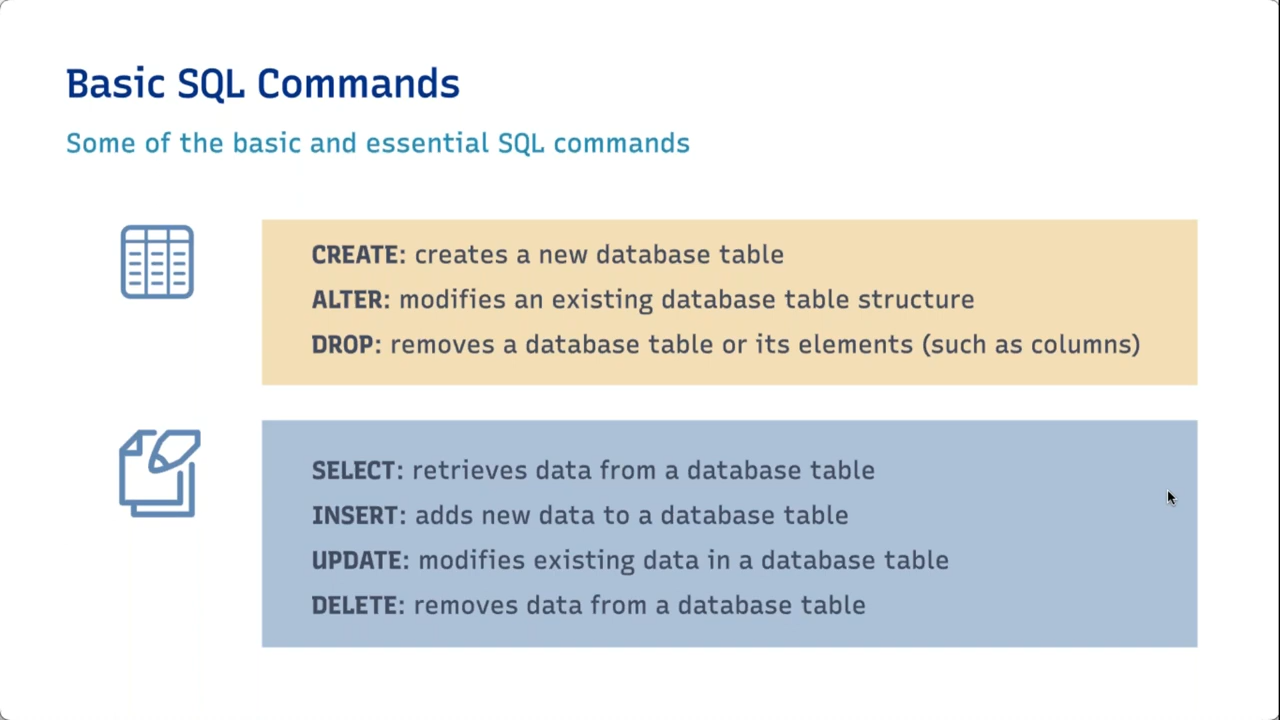 Basic SQL Commands
Some of the basic and essential SQL commands
CREATE: creates a new database table
ALTER: modifies an existing database table structure
DROP: removes a database table or its elements (such as columns)
SELECT: retrieves data from a database table
INSERT: adds new data to a database table
UPDATE: modifies existing data in a database table
DELETE: removes data from a database table